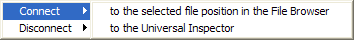 Connect to the selected file position in the File Browser
Disconnect to the Universal Inspector